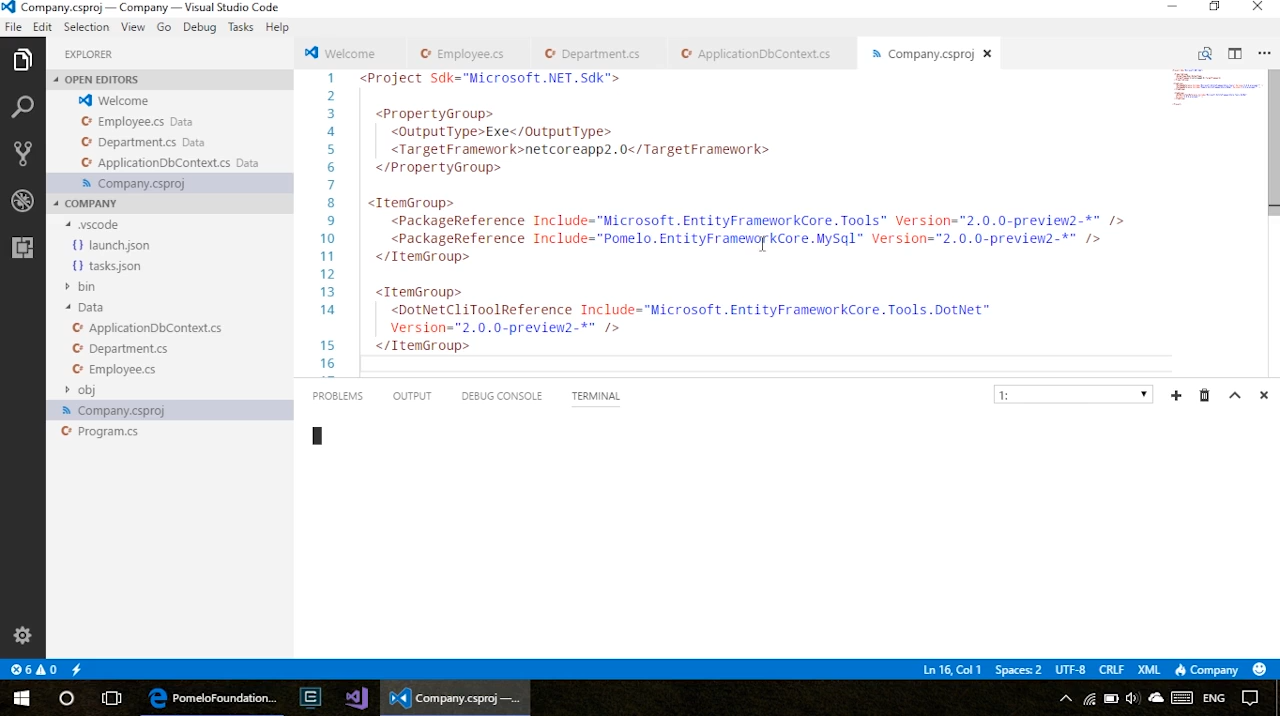 Company.csproj — Company — Visual Studio Code
File Edit Selection View Go Debug Tasks Help
EXPLORER
OPEN EDITORS
Welcome
Employee.cs Data
Department.cs Data
ApplicationDbContext.cs Data
Company.csproj
COMPANY
.vscode
{} launch.json
{} tasks.json
bin
Data
ApplicationDbContext.cs
Department.cs
Employee.cs
obj
Company.csproj
Program.cs
Welcome Employee.cs Department.cs ApplicationDbContext.cs Company.csproj
1 <Project Sdk="Microsoft.NET.Sdk">
2
3 <PropertyGroup>
4 <OutputType>Exe</OutputType>
5 <TargetFramework>netcoreapp2.0</TargetFramework>
6 </PropertyGroup>
7
8 <ItemGroup>
9 <PackageReference Include="Microsoft.EntityFrameworkCore.Tools" Version="2.0.0-preview2-*" />
10 <PackageReference Include="Pomelo.EntityFrameworkCore.MySql" Version="2.0.0-preview2-*" />
11 </ItemGroup>
12
13 <ItemGroup>
14 <DotNetCliToolReference Include="Microsoft.EntityFrameworkCore.Tools.DotNet"
Version="2.0.0-preview2-*" />
15 </ItemGroup>
16
PROBLEMS OUTPUT DEBUG CONSOLE TERMINAL 1:
6 0 Ln 16, Col 1 Spaces: 2 UTF-8 CRLF XML Company
PomeloFoundation... Company.csproj —... ENG